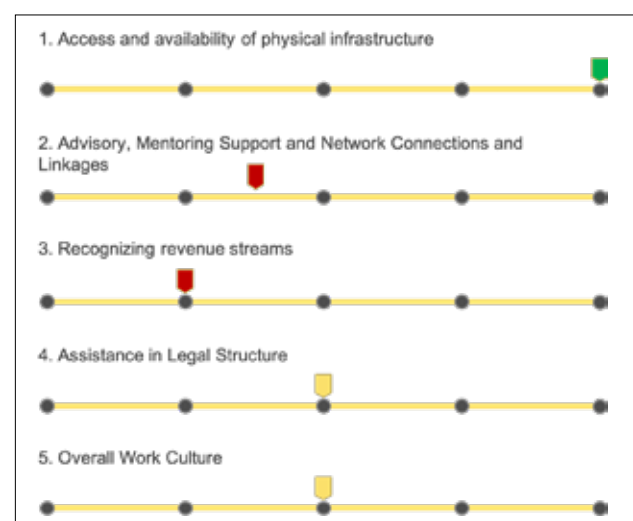 1. Access and availability of physical infrastructure
2. Advisory, Mentoring Support and Network Connections and
Linkages
3. Recognizing revenue streams
4. Assistance in Legal Structure
5. Overall Work Culture